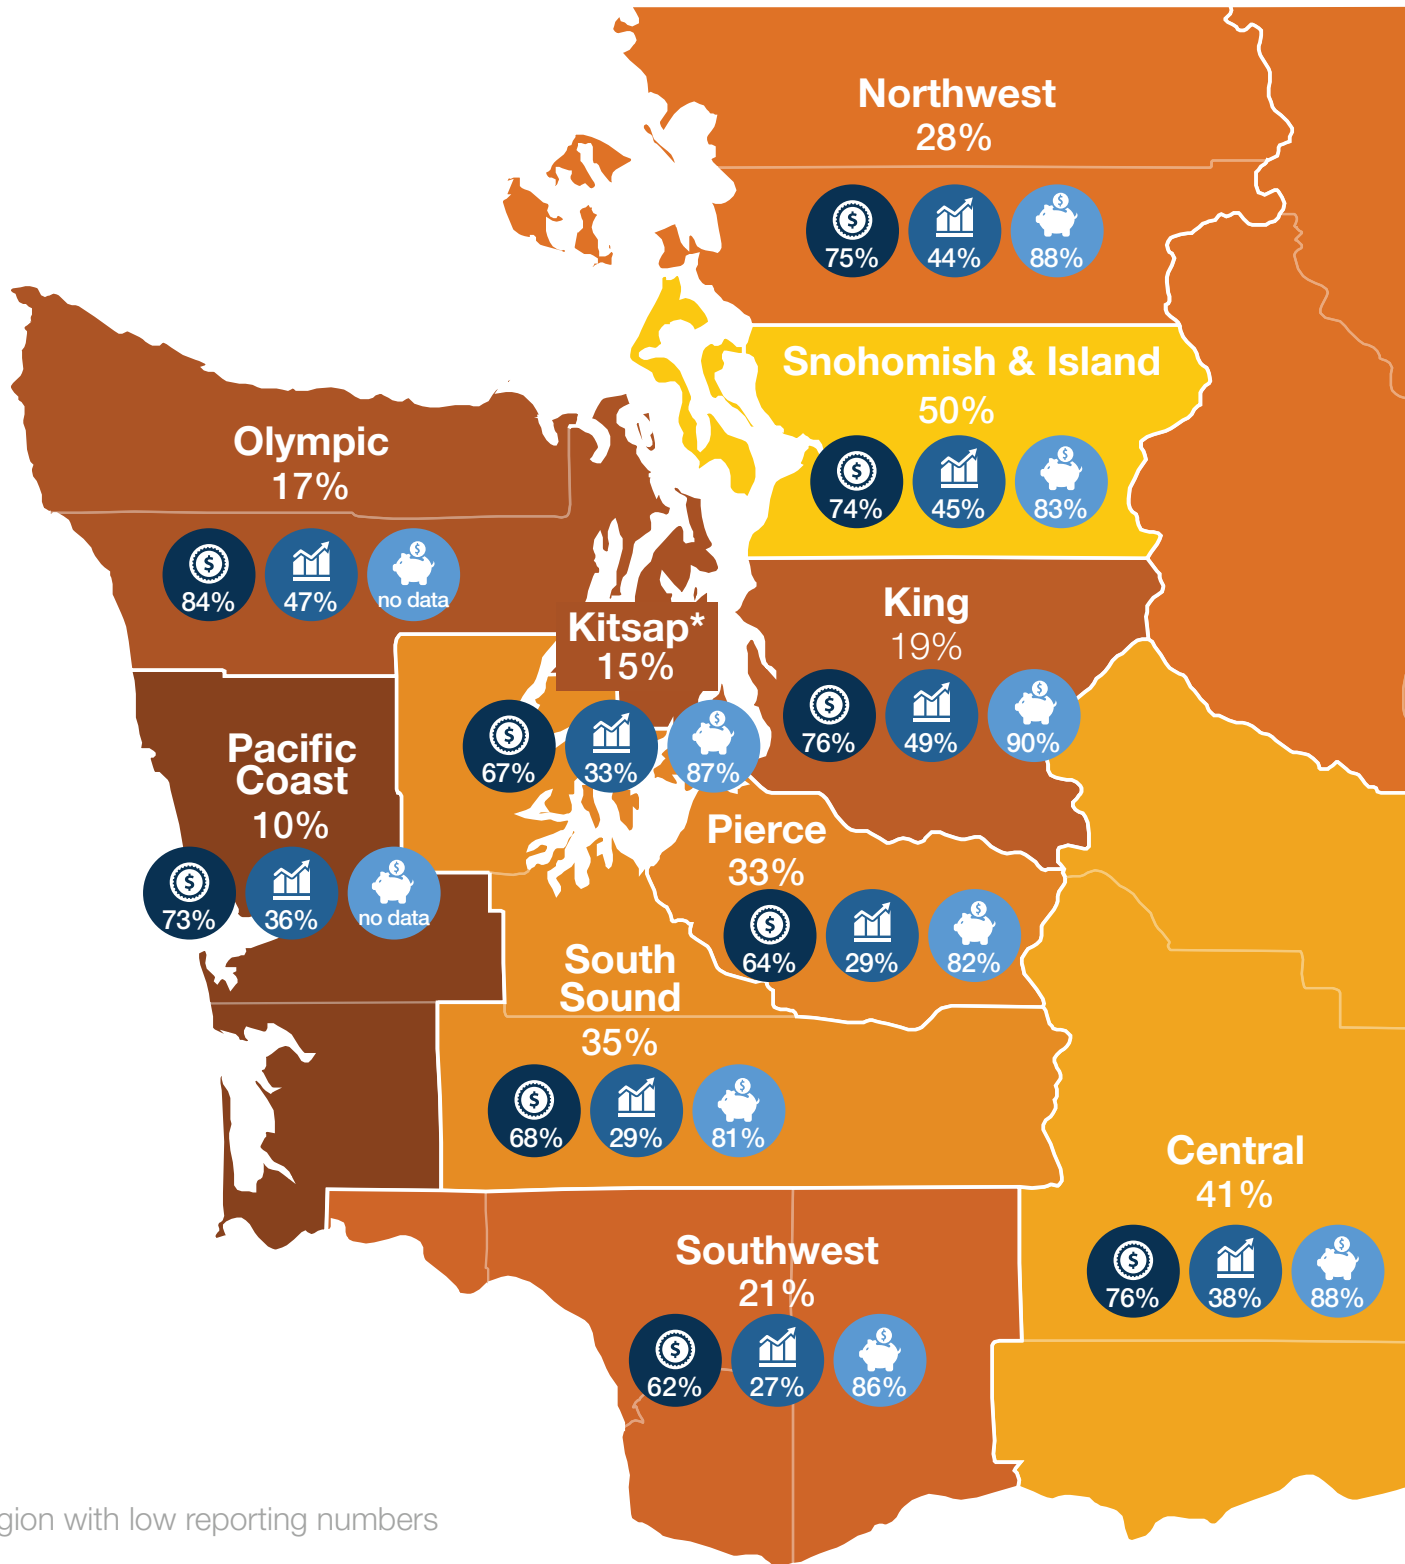 Northwest
28%
75% 44% 88%
Snohomish & Island
50%
74% 45% 83%
Olympic
17%
84% 47% no data
Kitsap*
15%
67% 33% 87%
King
19%
76% 49% 90%
Pacific
Coast
10%
73% 36% no data
Pierce
33%
64% 29% 82%
South
Sound
35%
68% 29% 81%
Central
41%
76% 38% 88%
Southwest
21%
62% 27% 86%
gion with low reporting numbers